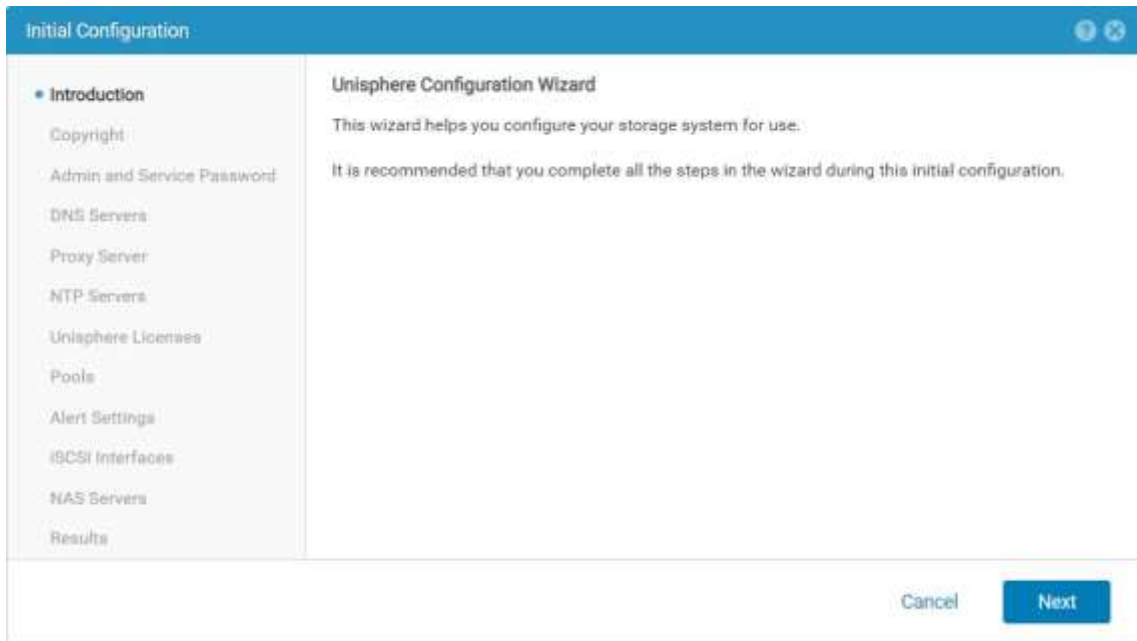 Initial Configuration
Introduction
Copyright
Admin and Service Password
DNS Servers
Proxy Server
NTP Servers
Unisphere Licenses
Pools
Alert Settings
iSCSI Interfaces
NAS Servers
Results
Unisphere Configuration Wizard
This wizard helps you configure your storage system for use.
It is recommended that you complete all the steps in the wizard during this initial configuration.
Cancel
Next